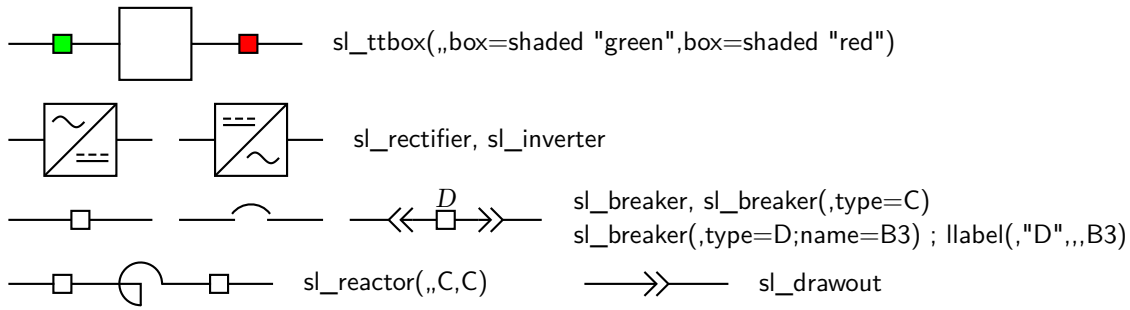 sl_ttbox(,,box=shaded "green",box=shaded "red")
sl_rectifier, sl_inverter
D
sl_breaker, sl_breaker(,type=C)
sl_breaker(,type=D;name=B3) ; llabel(,"D",,,B3)
sl_reactor(,,C,C)
sl_drawout